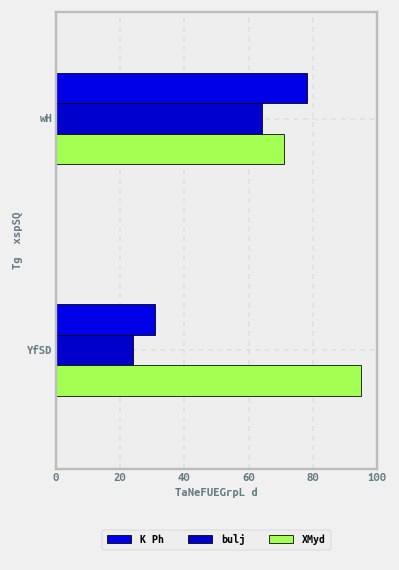 wH
YfSD
Tg  xspSQ
0 20 40 60 80 100
TaNeFUEGrpL d
K Ph bulj XMyd